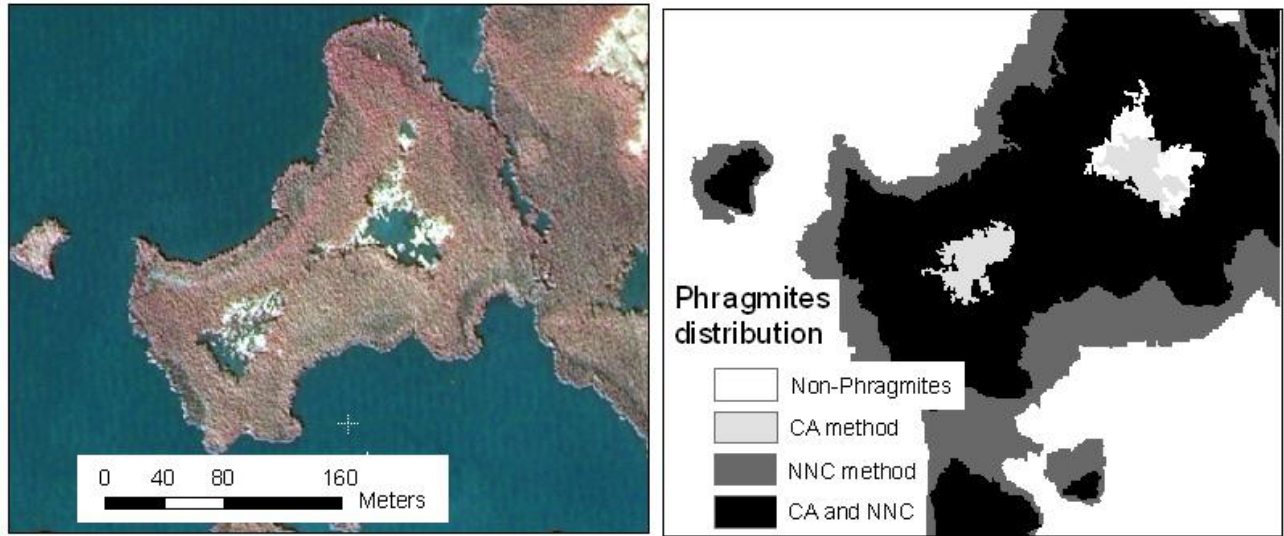 0 40 80 160
Meters
Phragmites
distribution
Non-Phragmites
CA method
NNC method
CA and NNC